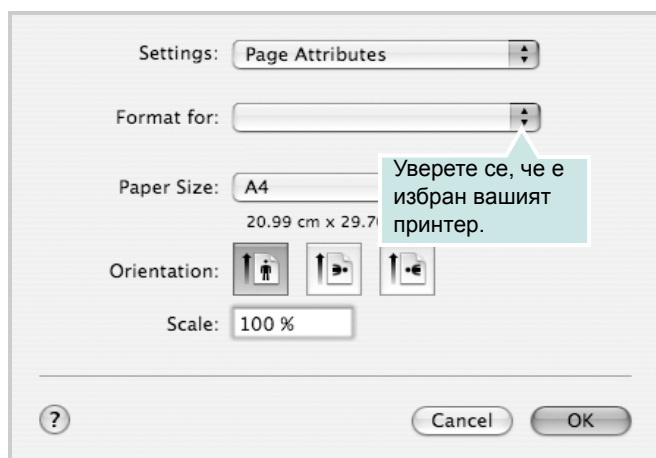 Settings: Page Attributes
Format for:
Уверете се, че е
избран вашият
принтер.
Paper Size: A4
20.99 cm x 29.7
Orientation:
Scale: 100 %
?
Cancel OK